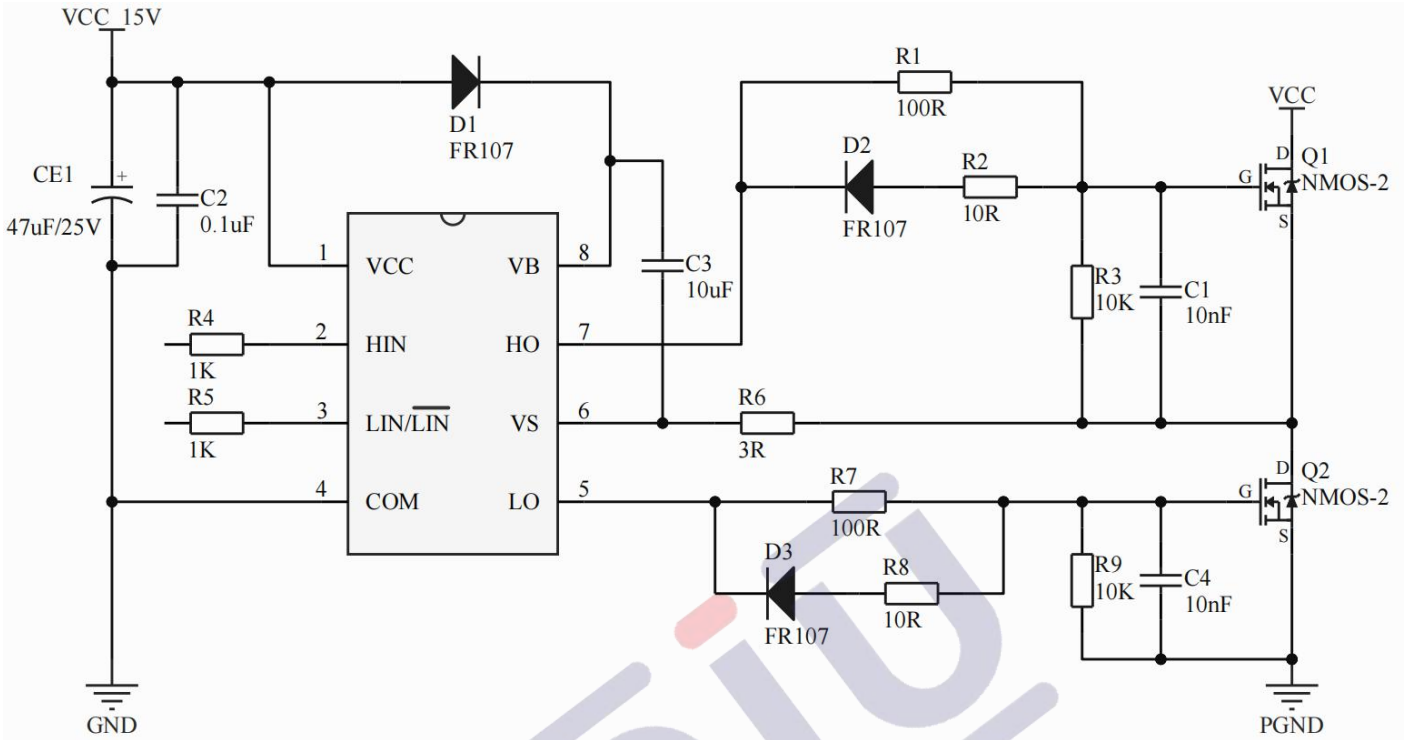 VCC 15V
R1
100R
VCC
D1
FR107
D2
R2
FR107
10R
D
Q1
G
NMOS-2
S
CE1
+
47uF/25V
C2
0.1uF
1
VCC
VB
8
C3
10uF
R3
10K
C1
10nF
R4
1K
2
HIN
HO
7
R5
1K
3
LIN/LIN
VS
6
R6
3R
4
COM
LO
5
R7
100R
D
Q2
G
NMOS-2
S
D3
FR107
R8
10R
R9
10K
C4
10nF
GND
PGND